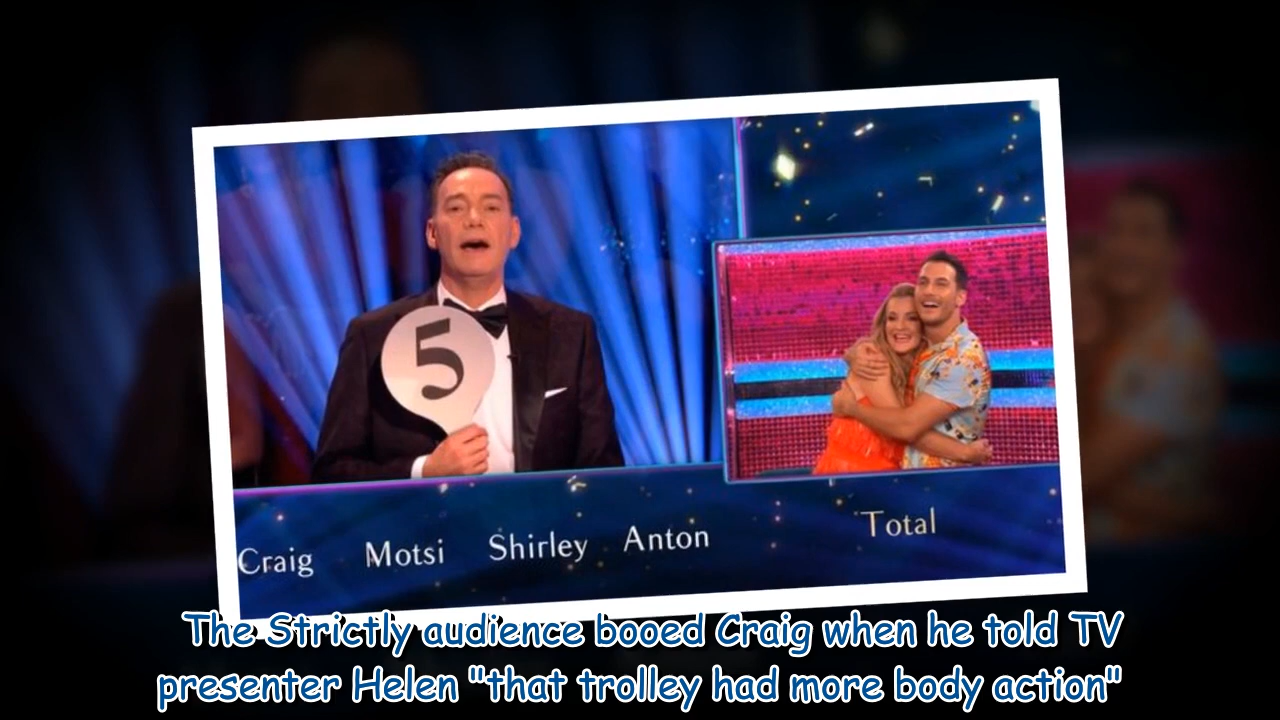 5
Craig Motsi Shirley Anton Total
The Strictly audience booed Craig when he told TV
presenter Helen "that trolley had more body action"